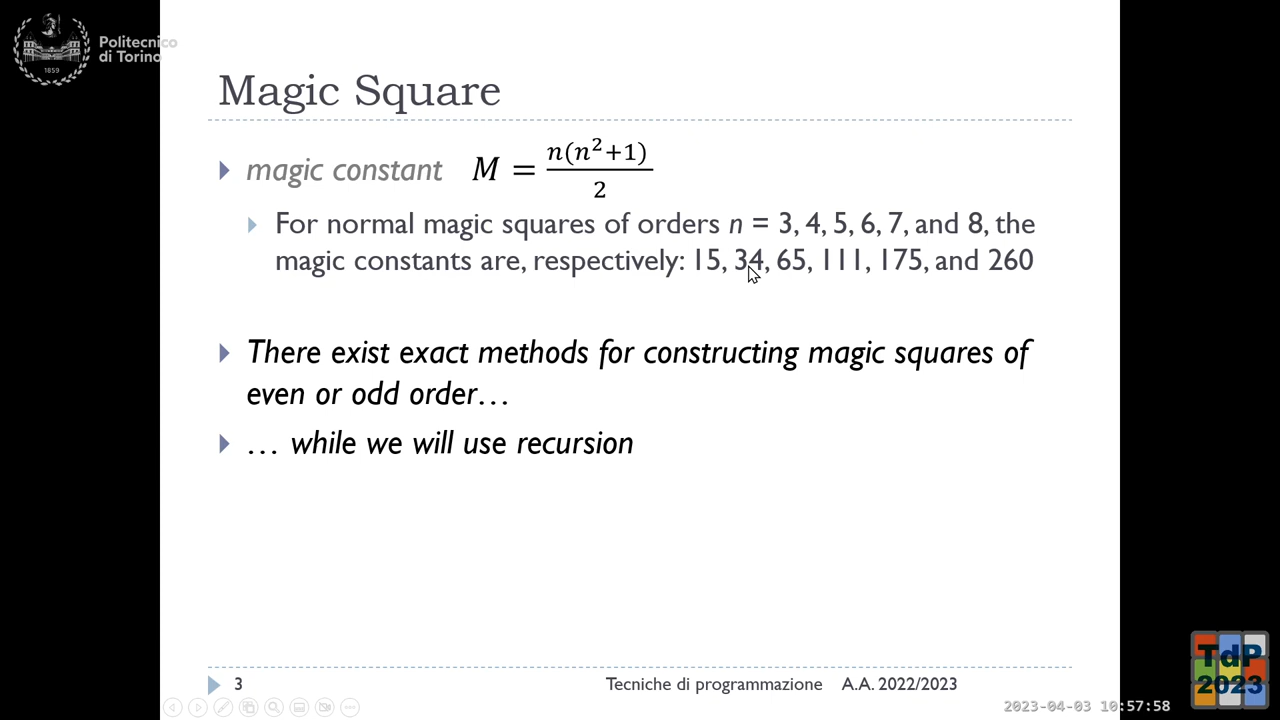 Politecnico
di Torino
1859
Magic Square
magic constant M = n(n²+1)/2
For normal magic squares of orders n = 3, 4, 5, 6, 7, and 8, the
magic constants are, respectively: 15, 34, 65, 111, 175, and 260
There exist exact methods for constructing magic squares of
even or odd order…
… while we will use recursion
3
Tecniche di programmazione A.A. 2022/2023
TdP
2023
2023-04-03 10:57:58